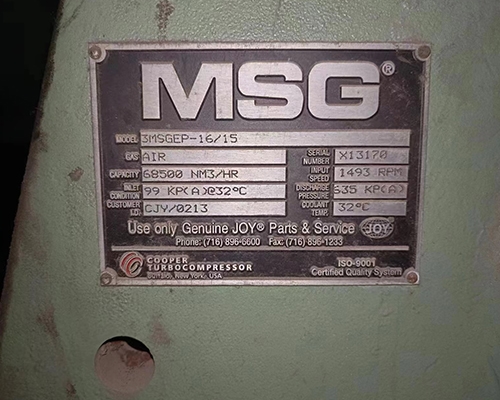 MSG®
MODEL 3MSGEP-16/15
GAS AIR SERIAL NUMBER X13170
CAPACITY 68500 NM3/HR INPUT SPEED 1493 RPM
INLET CONDITION 99 KP(A)@32°C DISCHARGE PRESSURE 635 KP(A)
CUSTOMER I.D. CJY/0213 COOLANT TEMP. 32°C
Use only Genuine JOY® Parts & Service JOY
Phone: (716) 896-6600 Fax: (716) 896-1233
COOPER TURBOCOMPRESSOR
Buffalo, New York, USA
ISO-9001
Certified Quality System